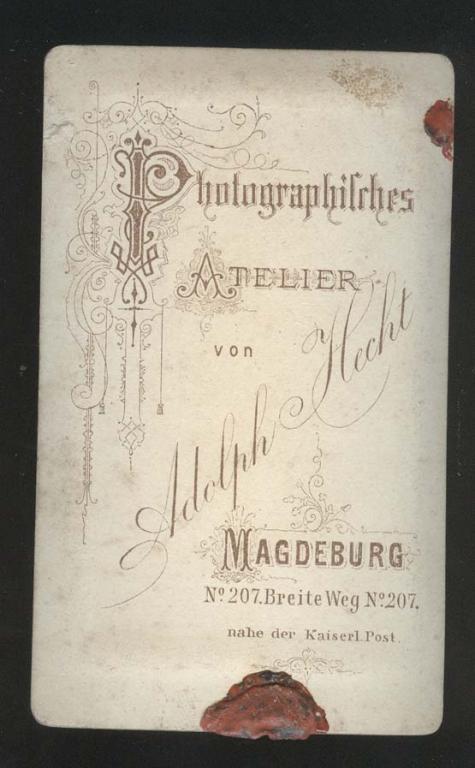 Photographiſches
ATELIER
von
Adolph Hecht
MAGDEBURG
Nº 207. Breite Weg Nº 207.
nahe der Kaiserl. Post.